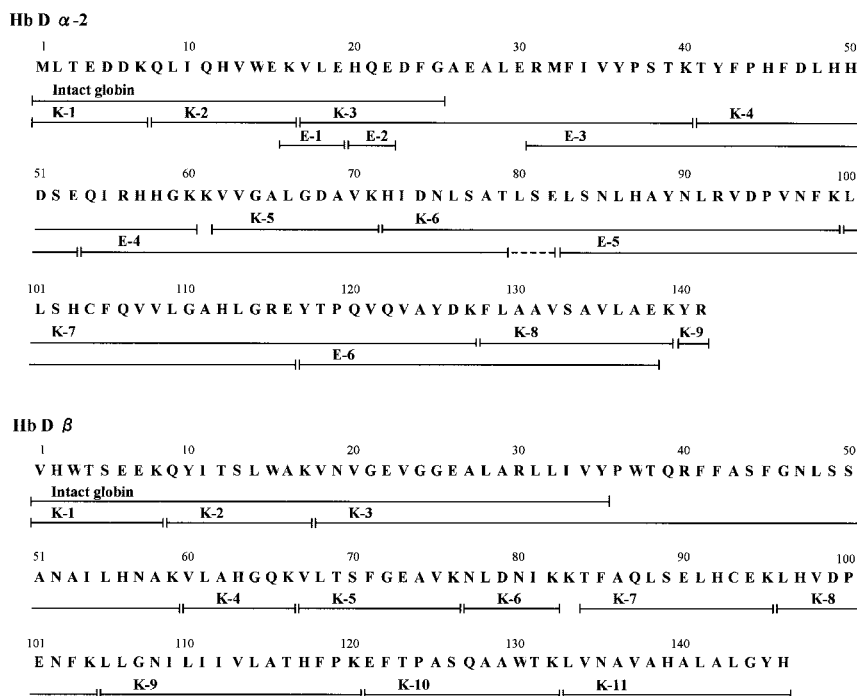 Hb D α-2
1 10 20 30 40 50
M L T E D D K Q L I Q H V W E K V L E H Q E D F G A E A L E R M F I V Y P S T K T Y F P H F D L H H
Intact globin
K-1 K-2 K-3 K-4
E-1 E-2 E-3
51 60 70 80 90 100
D S E Q I R H H G K K V V G A L G D A V K H I D N L S A T L S E L S N L H A Y N L R V D P V N F K L
K-5 K-6
E-4 E-5
101 110 120 130 140
L S H C F Q V V L G A H L G R E Y T P Q V Q V A Y D K F L A A V S A V L A E K Y R
K-7 K-8 K-9
E-6
Hb D β
1 10 20 30 40 50
V H W T S E E K Q Y I T S L W A K V N V G E V G G E A L A R L L I V Y P W T Q R F F A S F G N L S S
Intact globin
K-1 K-2 K-3
51 60 70 80 90 100
A N A I L H N A K V L A H G Q K V L T S F G E A V K N L D N I K K T F A Q L S E L H C E K L H V D P
K-4 K-5 K-6 K-7 K-8
101 110 120 130 140
E N F K L L G N I L I I V L A T H F P K E F T P A S Q A A W T K L V N A V A H A L A L G Y H
K-9 K-10 K-11